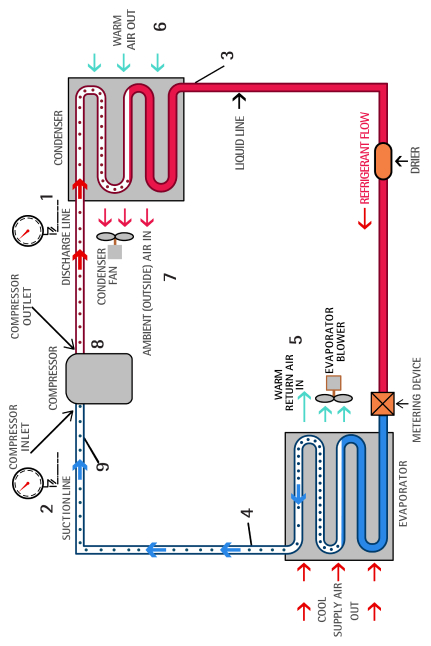 WARM
AIR OUT
6
3
CONDENSER
LIQUID LINE
REFRIGERANT FLOW
DRIER
1
DISCHARGE LINE
CONDENSER
FAN
AMBIENT (OUTSIDE) AIR IN
7
COMPRESSOR
OUTLET
COMPRESSOR
8
COMPRESSOR
INLET
WARM
RETURN AIR
IN
5
EVAPORATOR
BLOWER
METERING DEVICE
2
SUCTION LINE
9
4
EVAPORATOR
COOL
SUPPLY AIR
OUT